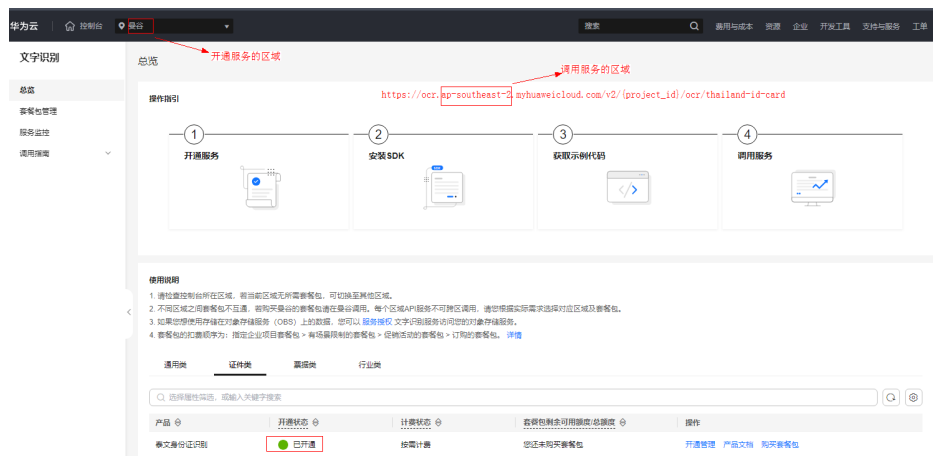 华为云 控制台 曼谷 搜索 费用与成本 资源 企业 开发工具 支持与服务 工单
文字识别
总览
套餐包管理
服务监控
调用指南
总览
开通服务的区域
调用服务的区域
https://ocr.ap-southeast-2.myhuaweicloud.com/v2/{project_id}/ocr/thailand-id-card
操作指引
1 2 3 4
开通服务 安装SDK 获取示例代码 调用服务
使用说明
1. 请检查控制台所在区域，若当前区域无所需套餐包，可切换至其他区域。
2. 不同区域之间套餐包不互通，若购买曼谷的套餐包请在曼谷调用。每个区域API服务不可跨区调用，请您根据实际需求选择对应区域及套餐包。
3. 如果您想使用存储在对象存储服务（OBS）上的数据，您可以 服务授权 文字识别服务访问您的对象存储服务。
4. 套餐包的扣费顺序为：指定企业项目套餐包 > 有场景限制的套餐包 > 促销活动的套餐包 > 订购的套餐包。 详情
通用类 证件类 票据类 行业类
选择属性筛选，或输入关键字搜索
产品 开通状态 计费状态 套餐包剩余可用额度/总额度 操作
泰文身份证识别 已开通 按需计费 您还未购买套餐包 开通管理 产品文档 购买套餐包